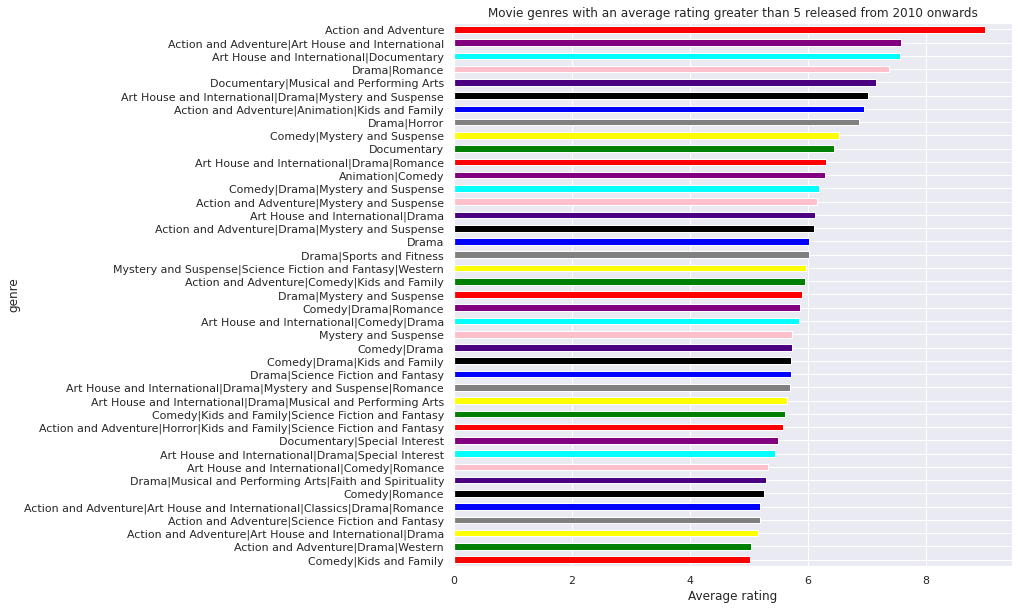 Movie genres with an average rating greater than 5 released from 2010 onwards
Action and Adventure
Action and Adventure|Art House and International
Art House and International|Documentary
Drama|Romance
Documentary|Musical and Performing Arts
Art House and International|Drama|Mystery and Suspense
Action and Adventure|Animation|Kids and Family
Drama|Horror
Comedy|Mystery and Suspense
Documentary
Art House and International|Drama|Romance
Animation|Comedy
Comedy|Drama|Mystery and Suspense
Action and Adventure|Mystery and Suspense
Art House and International|Drama
Action and Adventure|Drama|Mystery and Suspense
Drama
Drama|Sports and Fitness
Mystery and Suspense|Science Fiction and Fantasy|Western
Action and Adventure|Comedy|Kids and Family
Drama|Mystery and Suspense
Comedy|Drama|Romance
Art House and International|Comedy|Drama
Mystery and Suspense
Comedy|Drama
Comedy|Drama|Kids and Family
Drama|Science Fiction and Fantasy
Art House and International|Drama|Mystery and Suspense|Romance
Art House and International|Drama|Musical and Performing Arts
Comedy|Kids and Family|Science Fiction and Fantasy
Action and Adventure|Horror|Kids and Family|Science Fiction and Fantasy
Documentary|Special Interest
Art House and International|Drama|Special Interest
Art House and International|Comedy|Romance
Drama|Musical and Performing Arts|Faith and Spirituality
Comedy|Romance
Action and Adventure|Art House and International|Classics|Drama|Romance
Action and Adventure|Science Fiction and Fantasy
Action and Adventure|Art House and International|Drama
Action and Adventure|Drama|Western
Comedy|Kids and Family
genre
0 2 4 6 8
Average rating